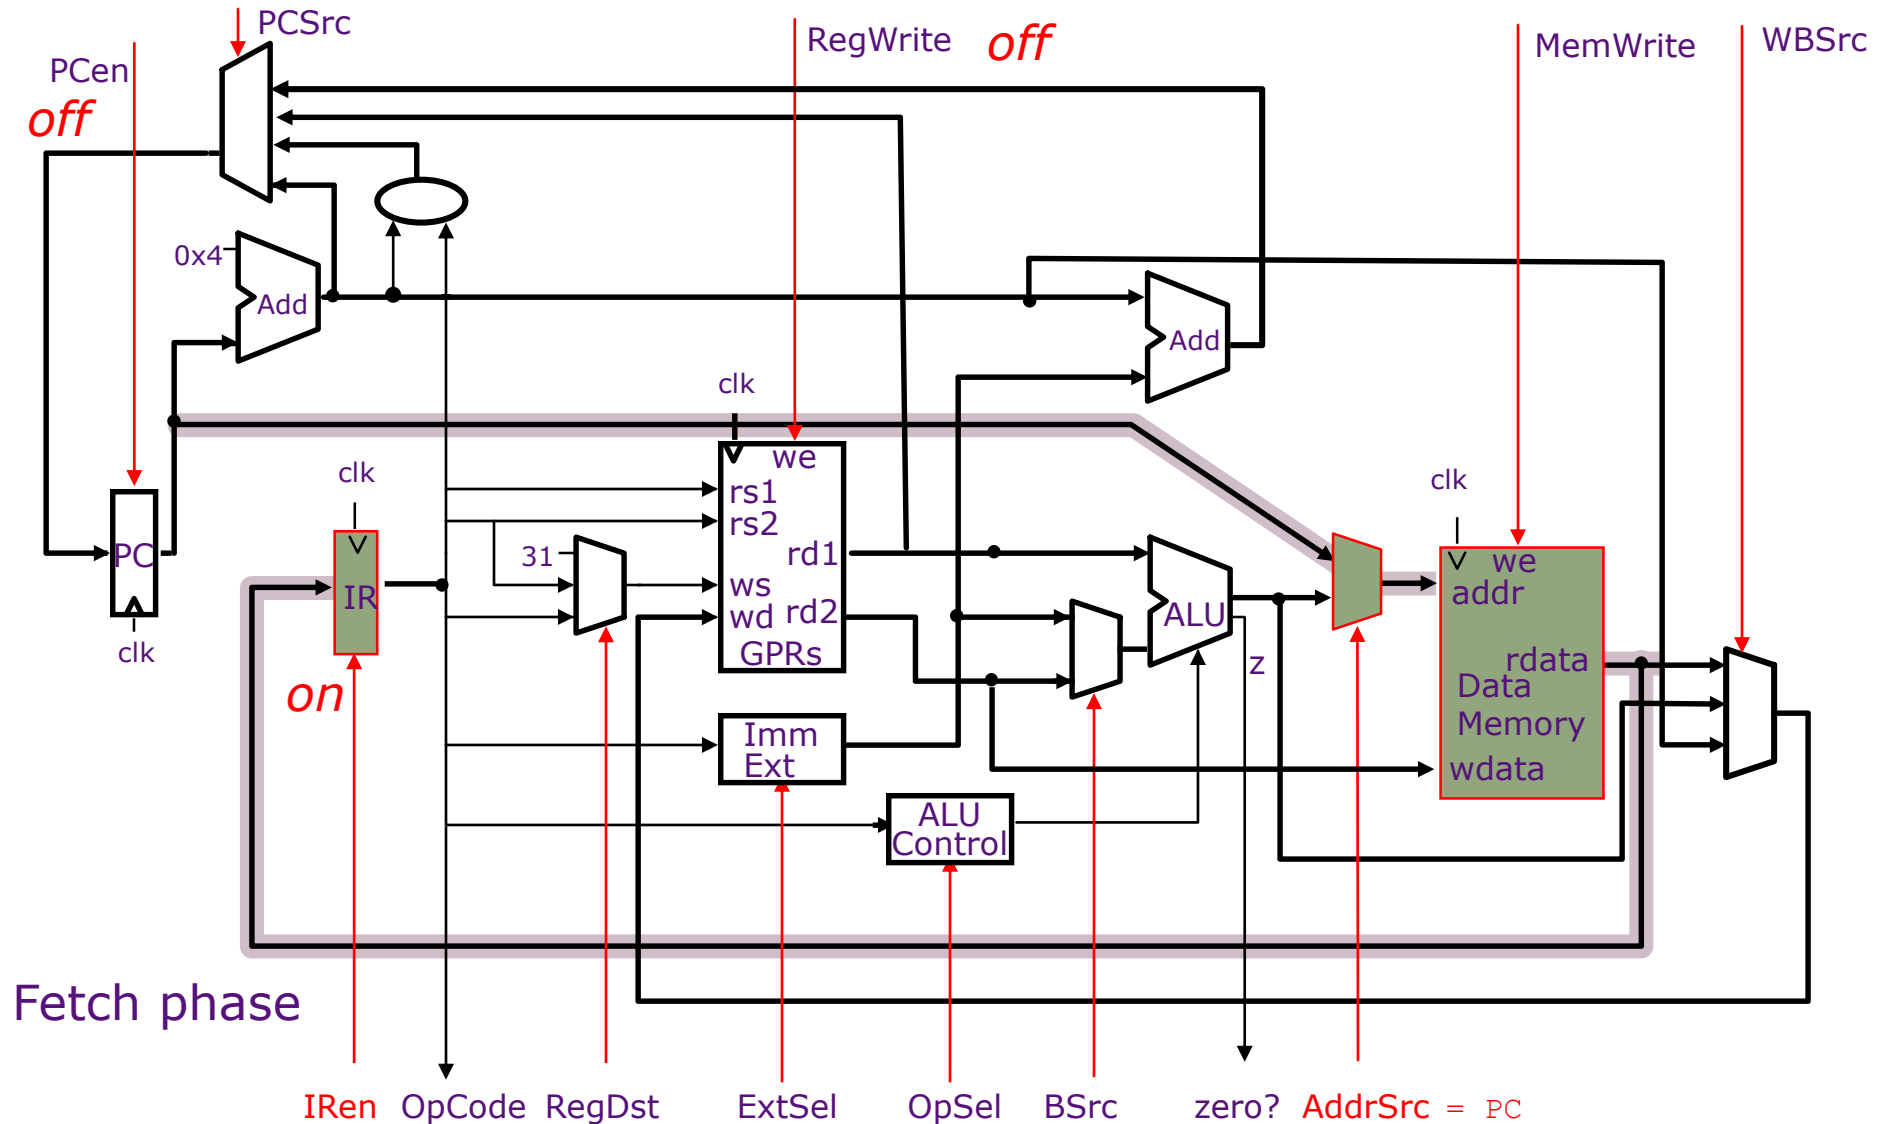 PCSrc
RegWrite off
MemWrite
WBSrc
PCen
off
0x4
Add
Add
clk
clk
clk
we
rs1
rs2
rd1
31
ws
wd rd2
GPRs
PC
clk
IR
on
ALU
z
we
addr
rdata
Data
Memory
wdata
Imm
Ext
ALU
Control
Fetch phase
IRen OpCode RegDst ExtSel OpSel BSrc zero? AddrSrc = PC